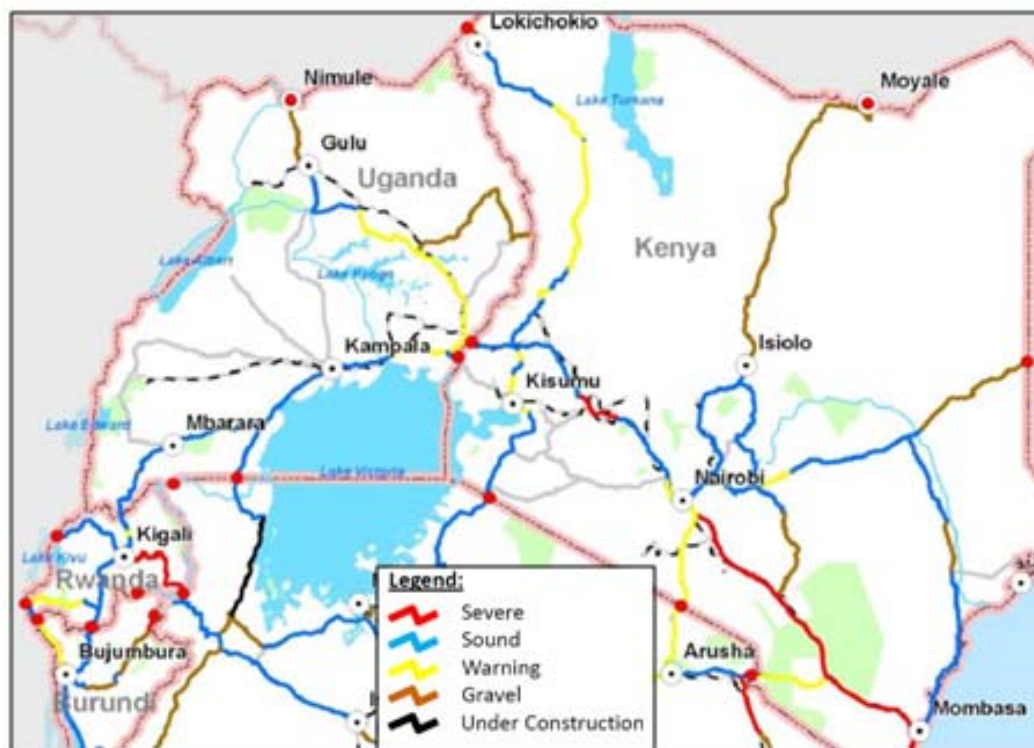 Lokichokio
Nimule
Lake Turkana
Moyale
Gulu
Uganda
Kenya
Lake Albert
Lake Kyoga
Kampala
Isiolo
Kisumu
Lake Edward
Mbarara
Lake Victoria
Nairobi
Kigali
Lake Kivu
Rwanda
Legend:
Severe
Sound
Warning
Gravel
Under Construction
Bujumbura
Burundi
Arusha
Mombasa